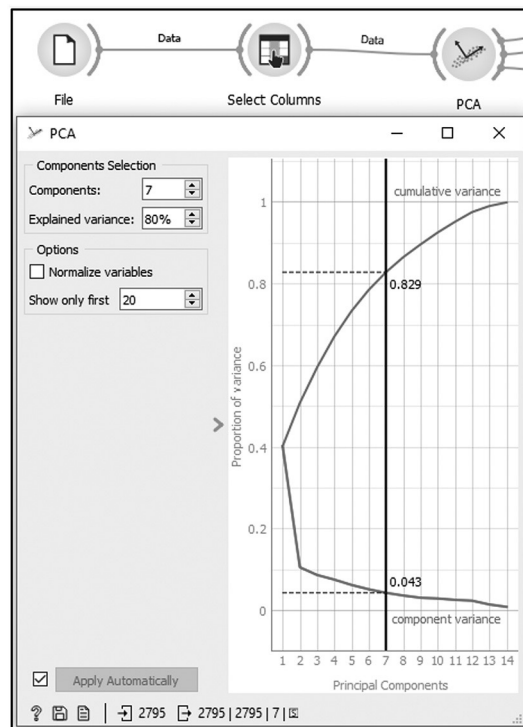 Data
Data
File
Select Columns
PCA
PCA
Components Selection
Components: 7
Explained variance: 80%
Options
Normalize variables
Show only first 20
Apply Automatically
? 2795 2795 | 2795 | 7 |
cumulative variance
1
0.8
0.829
0.6
0.4
0.2
0.043
0
component variance
Proportion of variance
1 2 3 4 5 6 7 8 9 10 11 12 13 14
Principal Components